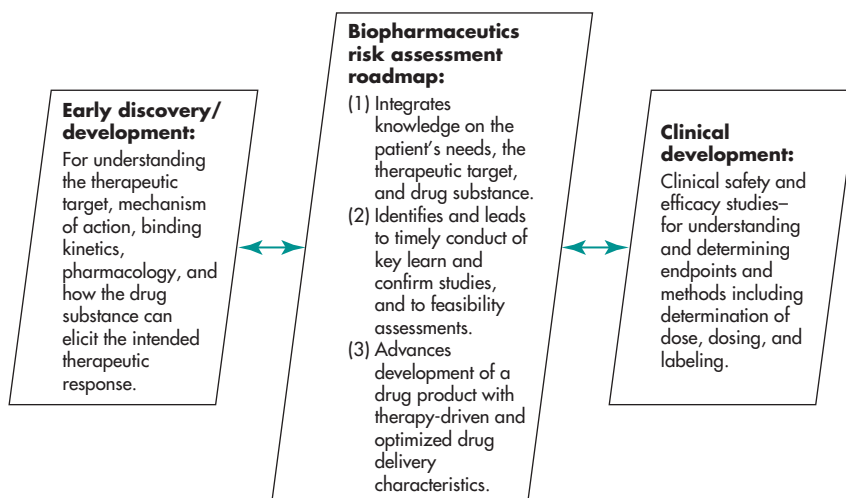 Early discovery/
development:
For understanding
the therapeutic
target, mechanism
of action, binding
kinetics,
pharmacology, and
how the drug
substance can
elicit the intended
therapeutic
response.
Biopharmaceutics
risk assessment
roadmap:
(1) Integrates
knowledge on the
patient's needs, the
therapeutic target,
and drug substance.
(2) Identifies and leads
to timely conduct of
key learn and
confirm studies,
and to feasibility
assessments.
(3) Advances
development of a
drug product with
therapy-driven and
optimized drug
delivery
characteristics.
Clinical
development:
Clinical safety and
efficacy studies–
for understanding
and determining
endpoints and
methods including
determination of
dose, dosing, and
labeling.